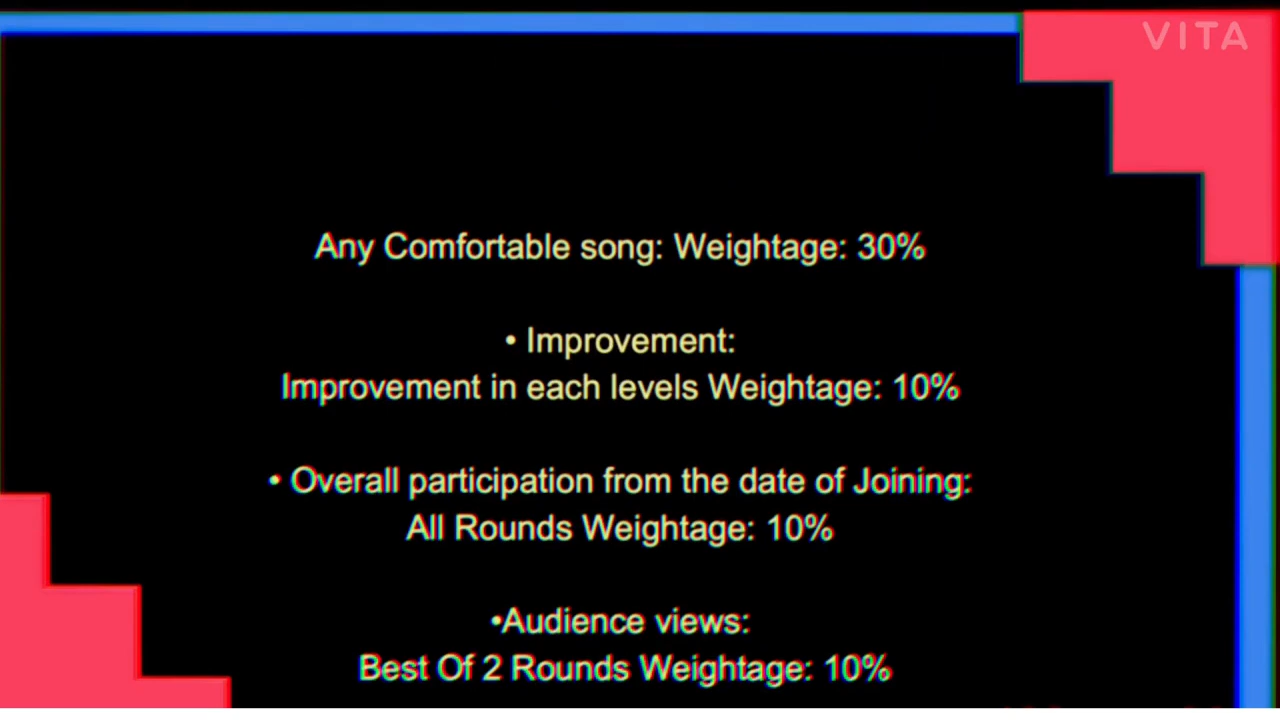 VITA
Any Comfortable song: Weightage: 30%
• Improvement:
Improvement in each levels Weightage: 10%
• Overall participation from the date of Joining:
All Rounds Weightage: 10%
•Audience views:
Best Of 2 Rounds Weightage: 10%